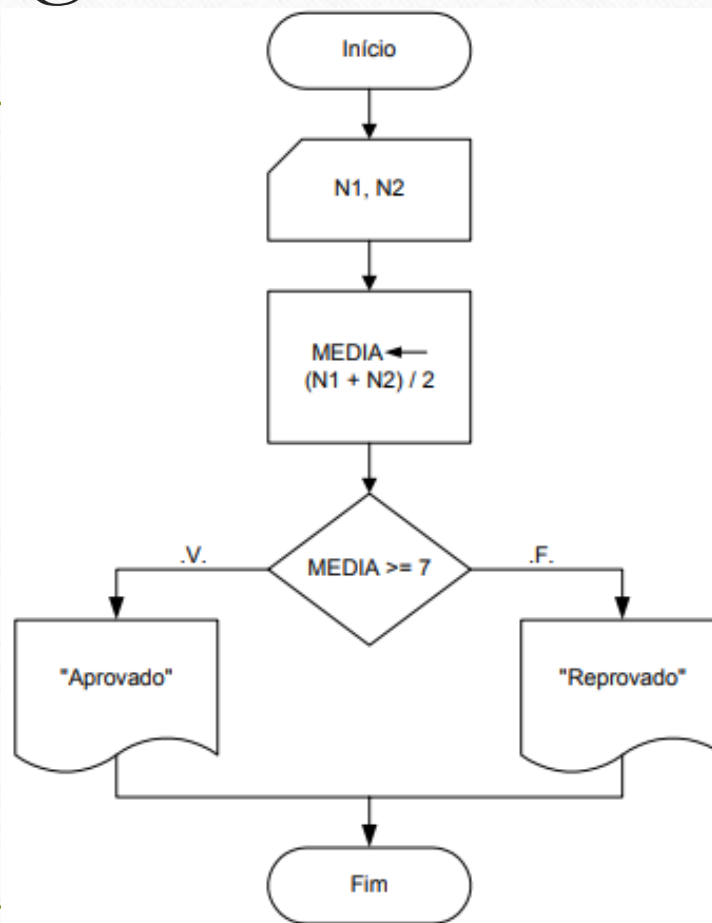 Início
N1, N2
MEDIA ←
(N1 + N2) / 2
MEDIA >= 7
.V.
.F.
"Aprovado"
"Reprovado"
Fim